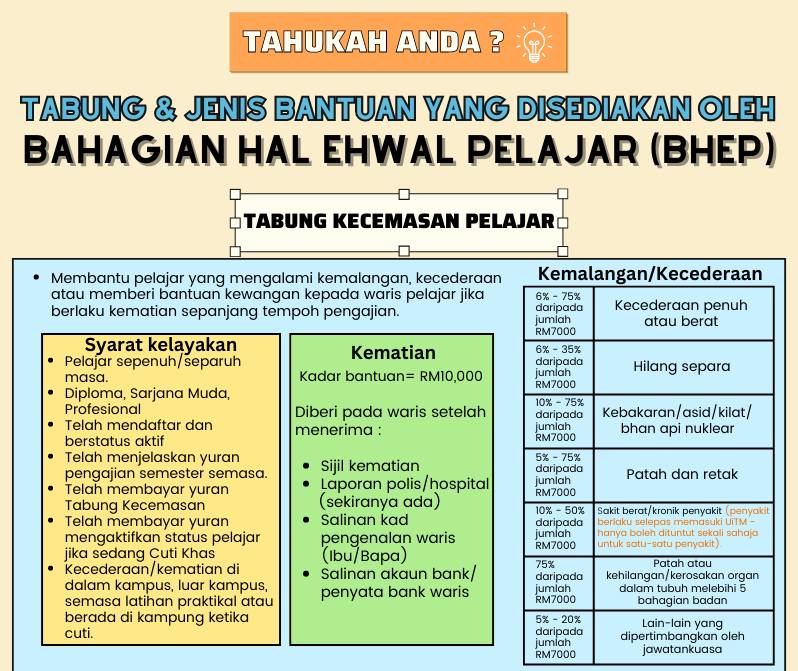 TAHUKAH ANDA ?
TABUNG & JENIS BANTUAN YANG DISEDIAKAN OLEH
BAHAGIAN HAL EHWAL PELAJAR (BHEP)
TABUNG KECEMASAN PELAJAR
• Membantu pelajar yang mengalami kemalangan, kecederaan
atau memberi bantuan kewangan kepada waris pelajar jika
berlaku kematian sepanjang tempoh pengajian.
Syarat kelayakan
• Pelajar sepenuh/separuh
masa.
• Diploma, Sarjana Muda,
Profesional
• Telah mendaftar dan
berstatus aktif
• Telah menjelaskan yuran
pengajian semester semasa.
• Telah membayar yuran
Tabung Kecemasan
• Telah membayar yuran
mengaktifkan status pelajar
jika sedang Cuti Khas
• Kecederaan/kematian di
dalam kampus, luar kampus,
semasa latihan praktikal atau
berada di kampung ketika
cuti.
Kematian
Kadar bantuan= RM10,000
Diberi pada waris setelah
menerima :
• Sijil kematian
• Laporan polis/hospital
(sekiranya ada)
• Salinan kad
pengenalan waris
(Ibu/Bapa)
• Salinan akaun bank/
penyata bank waris
Kemalangan/Kecederaan
6% - 75%
daripada
jumlah
RM7000
Kecederaan penuh
atau berat
6% - 35%
daripada
jumlah
RM7000
Hilang separa
10% - 75%
daripada
jumlah
RM7000
Kebakaran/asid/kilat/
bhan api nuklear
5% - 75%
daripada
jumlah
RM7000
Patah dan retak
10% - 50%
daripada
jumlah
RM7000
Sakit berat/kronik penyakit (penyakit
berlaku selepas memasuki UiTM -
hanya boleh dituntut sekali sahaja
untuk satu-satu penyakit).
75%
daripada
jumlah
RM7000
Patah atau
kehilangan/kerosakan organ
dalam tubuh melebihi 5
bahagian badan
5% - 20%
daripada
jumlah
RM7000
Lain-lain yang
dipertimbangkan oleh
jawatankuasa